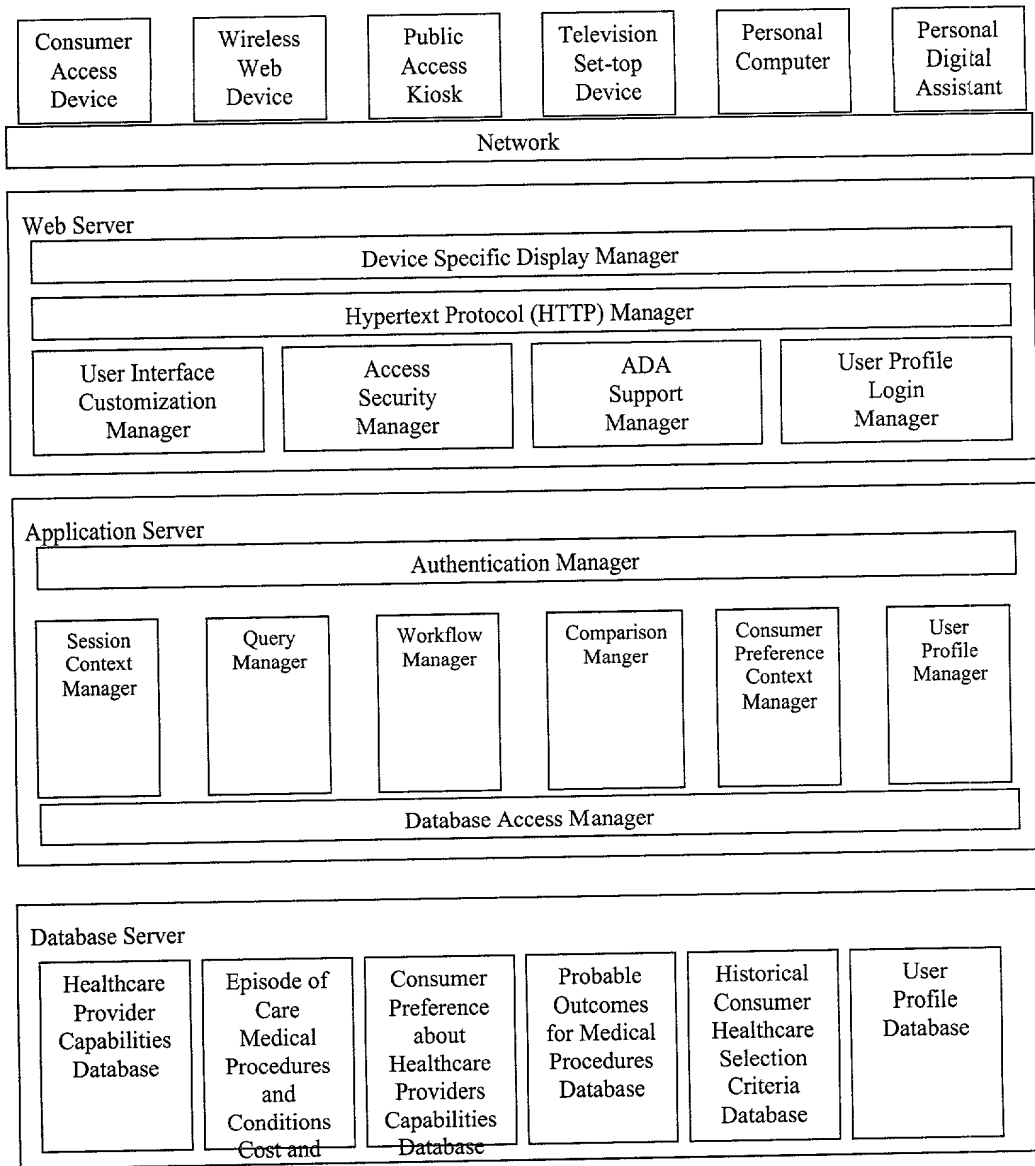 Consumer
Access
Device
Wireless
Web
Device
Public
Access
Kiosk
Television
Set-top
Device
Personal
Computer
Personal
Digital
Assistant
Network
Web Server
Device Specific Display Manager
Hypertext Protocol (HTTP) Manager
User Interface
Customization
Manager
Access
Security
Manager
ADA
Support
Manager
User Profile
Login
Manager
Application Server
Authentication Manager
Session
Context
Manager
Query
Manager
Workflow
Manager
Comparison
Manger
Consumer
Preference
Context
Manager
User
Profile
Manager
Database Access Manager
Database Server
Healthcare
Provider
Capabilities
Database
Episode of
Care
Medical
Procedures
and
Conditions
Cost and
Consumer
Preference
about
Healthcare
Providers
Capabilities
Database
Probable
Outcomes
for Medical
Procedures
Database
Historical
Consumer
Healthcare
Selection
Criteria
Database
User
Profile
Database